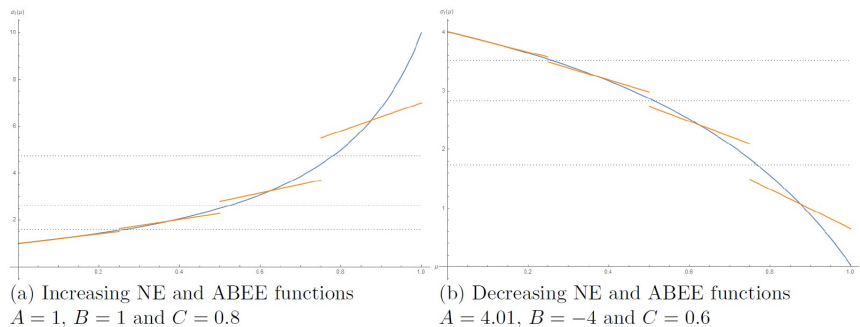 σ₁(μ)
10
8
6
4
2
0.2
0.4
0.6
0.8
1.0
μ
σ₁(μ)
4
3
2
1
0.2
0.4
0.6
0.8
1.0
(a) Increasing NE and ABEE functions
A = 1, B = 1 and C = 0.8
(b) Decreasing NE and ABEE functions
A = 4.01, B = −4 and C = 0.6